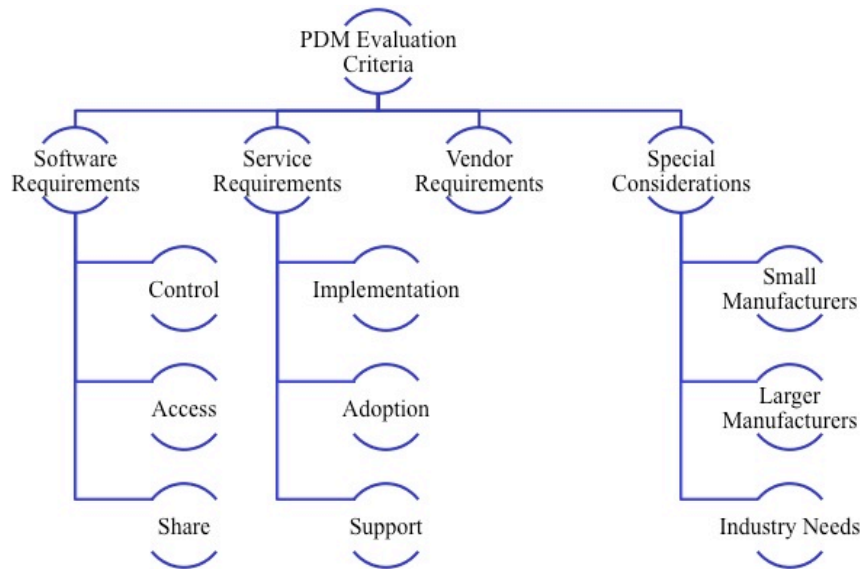 PDM Evaluation
Criteria
Software
Requirements
Service
Requirements
Vendor
Requirements
Special
Considerations
Control
Implementation
Small
Manufacturers
Access
Adoption
Larger
Manufacturers
Share
Support
Industry Needs